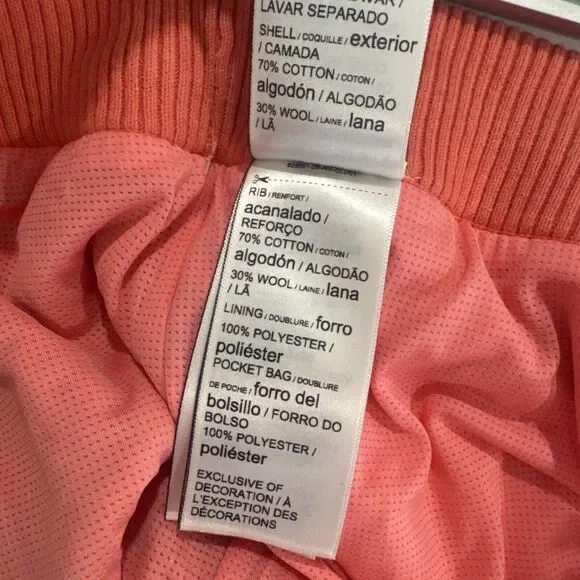 LAVAR SEPARADO
SHELL / COQUILLE / exterior
/ CAMADA
70% COTTON / COTON /
algodón / ALGODÃO
30% WOOL / LAINE / lana
/ LÃ
RIB / RENFORT /
acanalado /
REFORÇO
70% COTTON / COTON /
algodón / ALGODÃO
30% WOOL / LAINE / lana
/ LÃ
LINING / DOUBLURE / forro
100% POLYESTER /
poliéster
POCKET BAG / DOUBLURE
DE POCHE / forro del
bolsillo / FORRO DO
BOLSO
100% POLYESTER /
poliéster
EXCLUSIVE OF
DECORATION / À
L'EXCEPTION DES
DÉCORATIONS